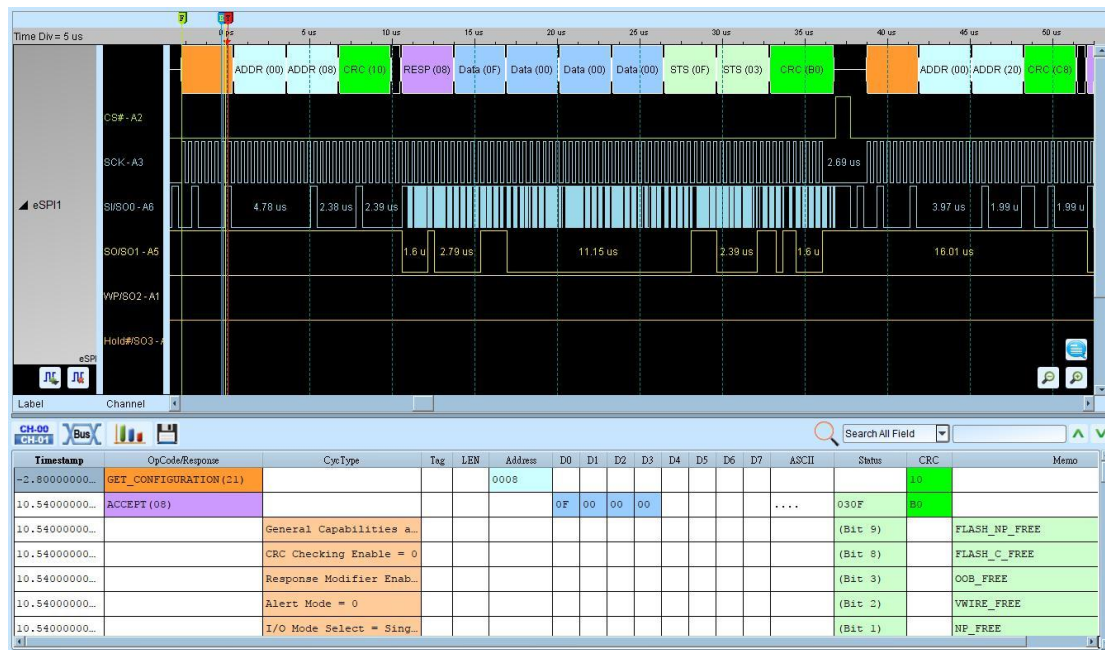 F
T
Time Div= 5 us
0 ps 5 us 10 us 15 us 20 us 25 us 30 us 35 us 40 us 45 us 50 us
ADDR (00) ADDR (08) CRC (10) RESP (08) Data (0F) Data (00) Data (00) Data (00) STS (0F) STS (03) CRC (B0) ADDR (00) ADDR (20) CRC (C8)
CS# - A2
SCK - A3 2.69 us
eSPI1
SI/SO0 - A6 4.78 us 2.38 us 2.39 us 3.97 us 1.99 u 1.99 u
SO/SO1 - A5 1.6 u 2.79 us 11.15 us 2.39 us 1.6 u 16.01 us
WP/SO2 - A1
Hold#/SO3 -
eSPI
Label Channel
CH-00
CH-01
Bus
Search All Field
Timestamp OpCode/Response CycType Tag LEN Address D0 D1 D2 D3 D4 D5 D6 D7 ASCII Status CRC Memo
-2.80000000... GET_CONFIGURATION(21) 0008 10
10.54000000... ACCEPT(08) 0F 00 00 00 .... 030F B0
10.54000000... General Capabilities a... (Bit 9) FLASH_NP_FREE
10.54000000... CRC Checking Enable = 0 (Bit 8) FLASH_C_FREE
10.54000000... Response Modifier Enab... (Bit 3) OOB_FREE
10.54000000... Alert Mode = 0 (Bit 2) VWIRE_FREE
10.54000000... I/O Mode Select = Sing... (Bit 1) NP_FREE